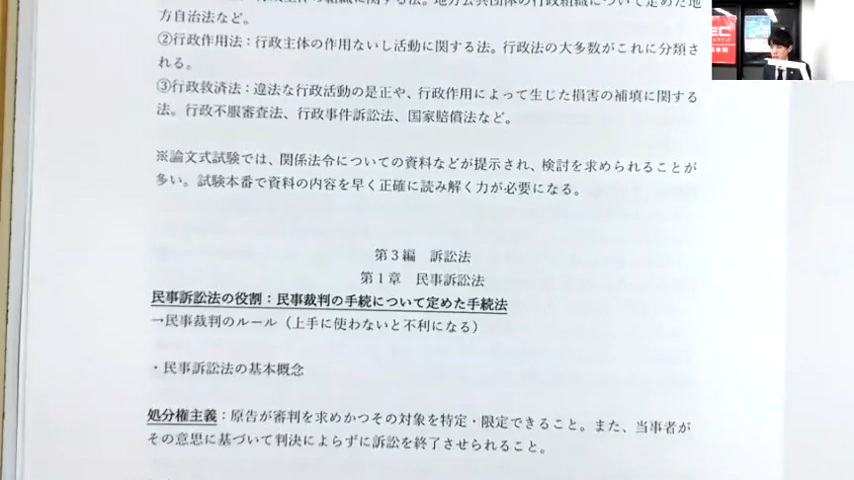 方自治法など。
②行政作用法：行政主体の作用ないし活動に関する法。行政法の大多数がこれに分類さ
れる。
③行政救済法：違法な行政活動の是正や、行政作用によって生じた損害の補填に関する
法。行政不服審査法、行政事件訴訟法、国家賠償法など。
※論文式試験では、関係法令についての資料などが提示され、検討を求められることが
多い。試験本番で資料の内容を早く正確に読み解く力が必要になる。
第３編　訴訟法
第１章　民事訴訟法
民事訴訟法の役割：民事裁判の手続について定めた手続法
→民事裁判のルール（上手に使わないと不利になる）
・民事訴訟法の基本概念
処分権主義：原告が審判を求めかつその対象を特定・限定できること。また、当事者が
その意思に基づいて判決によらずに訴訟を終了させられること。